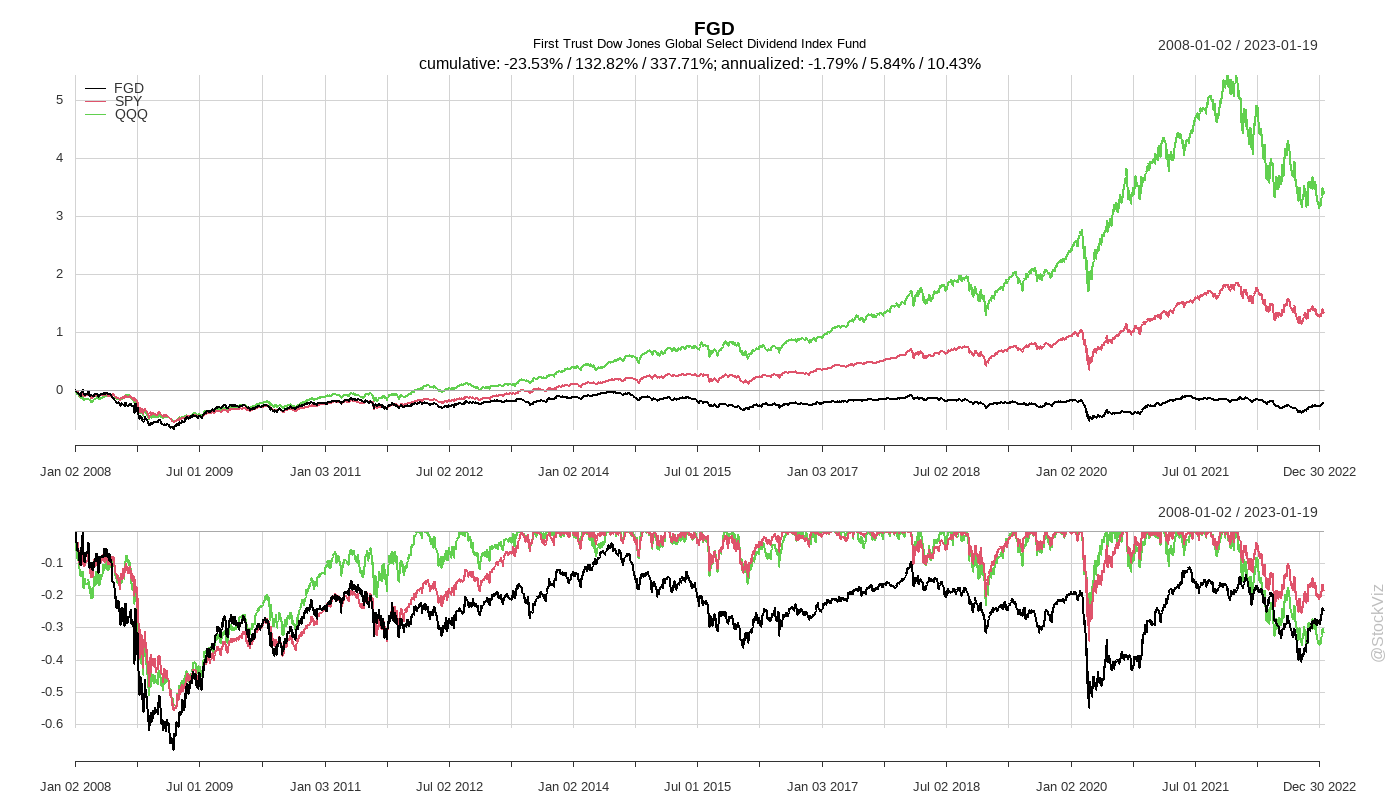 FGD
First Trust Dow Jones Global Select Dividend Index Fund
2008-01-02 / 2023-01-19
cumulative: -23.53% / 132.82% / 337.71%; annualized: -1.79% / 5.84% / 10.43%
FGD
SPY
QQQ
5
4
3
2
1
0
Jan 02 2008 Jul 01 2009 Jan 03 2011 Jul 02 2012 Jan 02 2014 Jul 01 2015 Jan 03 2017 Jul 02 2018 Jan 02 2020 Jul 01 2021 Dec 30 2022
2008-01-02 / 2023-01-19
-0.1
-0.2
-0.3
-0.4
-0.5
-0.6
Jan 02 2008 Jul 01 2009 Jan 03 2011 Jul 02 2012 Jan 02 2014 Jul 01 2015 Jan 03 2017 Jul 02 2018 Jan 02 2020 Jul 01 2021 Dec 30 2022
@StockViz